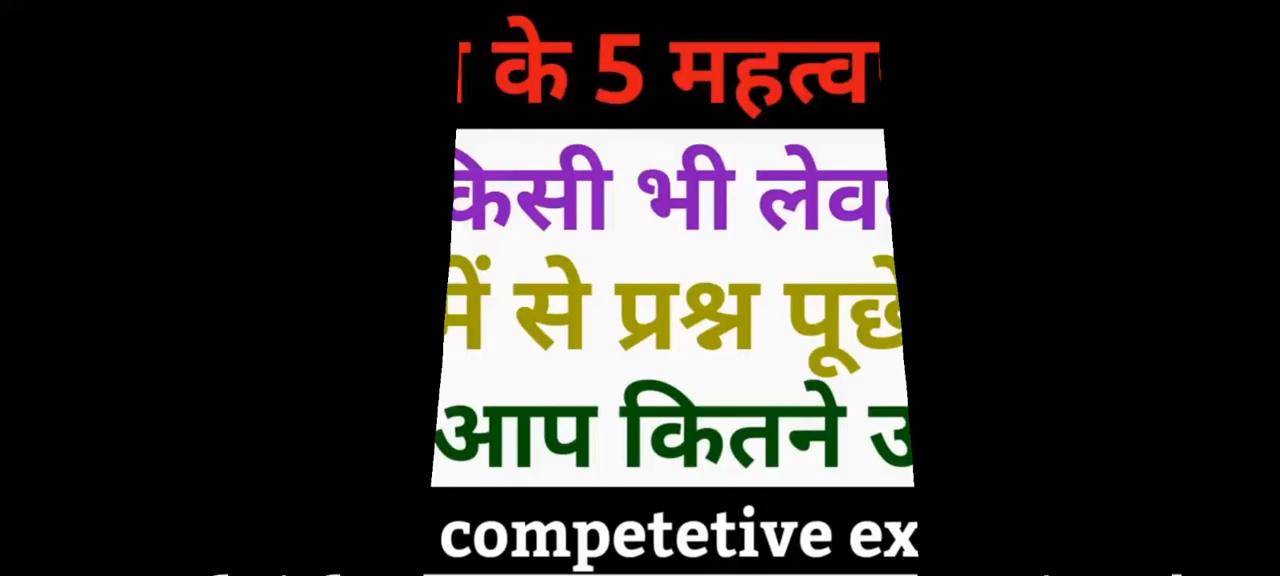 के 5 महत्व
किसी भी लेव
में से प्रश्न पूछे
आप कितने उ
competetive ex